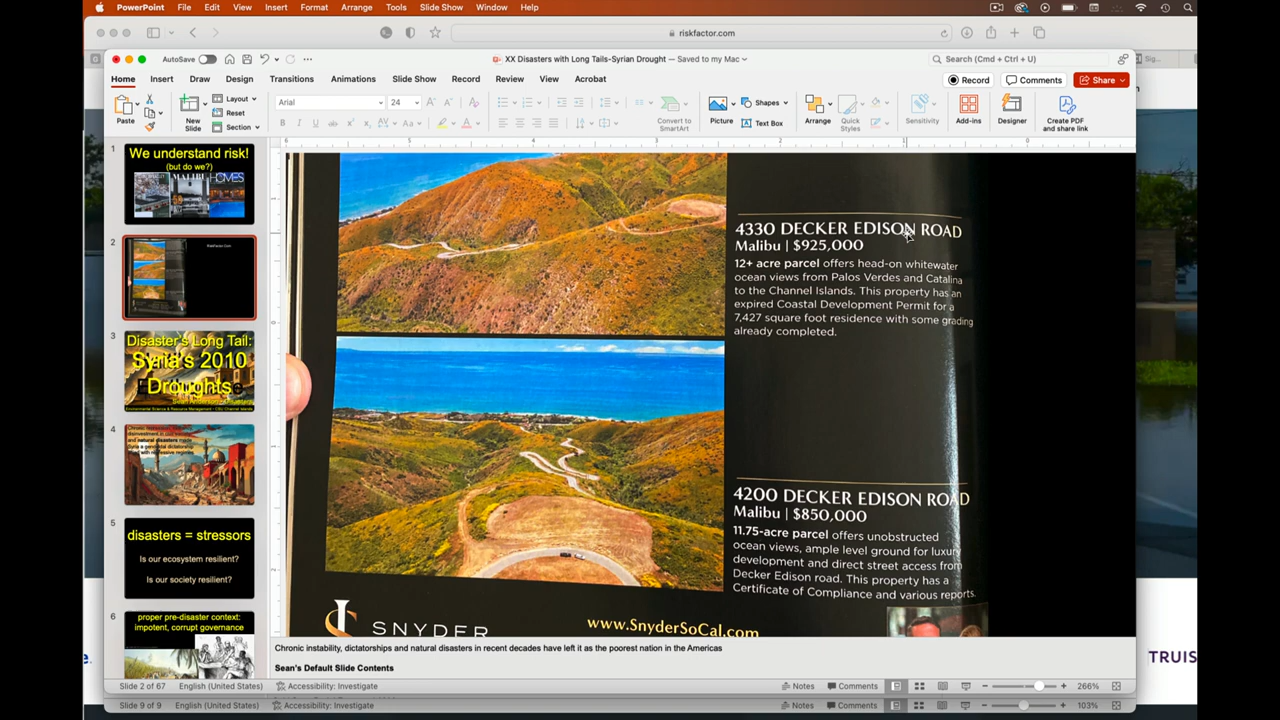 PowerPoint File Edit View Insert Format Arrange Tools Slide Show Window Help
riskfactor.com
AutoSave
XX Disasters with Long Tails-Syrian Drought — Saved to my Mac
Search (Cmd + Ctrl + U)
Home Insert Draw Design Transitions Animations Slide Show Record Review View Acrobat
Record Comments Share
Paste
New Slide
Layout
Reset
Section
Arial 24
Convert to SmartArt
Picture
Shapes
Text Box
Arrange
Quick Styles
Sensitivity
Add-ins
Designer
Create PDF and share link
1
We understand risk!
(but do we?)
MALIBU HOMES
2
RiskFactor.Com
3
Disaster's Long Tail:
Syria's 2010
Droughts
Environmental Science & Resource Management - CSU Channel Islands
4
5
disasters = stressors
Is our ecosystem resilient?
Is our society resilient?
6
proper pre-disaster context:
impotent, corrupt governance
4330 DECKER EDISON ROAD
Malibu | $925,000
12+ acre parcel offers head-on whitewater
ocean views from Palos Verdes and Catalina
to the Channel Islands. This property has an
expired Coastal Development Permit for a
7,427 square foot residence with some grading
already completed.
4200 DECKER EDISON ROAD
Malibu | $850,000
11.75-acre parcel offers unobstructed
ocean views, ample level ground for luxury
development and direct street access from
Decker Edison road. This property has a
Certificate of Compliance and various reports.
SNYDER
www.SnyderSoCal.com
TRUIS
Chronic instability, dictatorships and natural disasters in recent decades have left it as the poorest nation in the Americas
Sean's Default Slide Contents
Slide 2 of 67 English (United States) Accessibility: Investigate Notes Comments 266%
Slide 9 of 9 English (United States) Accessibility: Investigate Notes Comments 103%